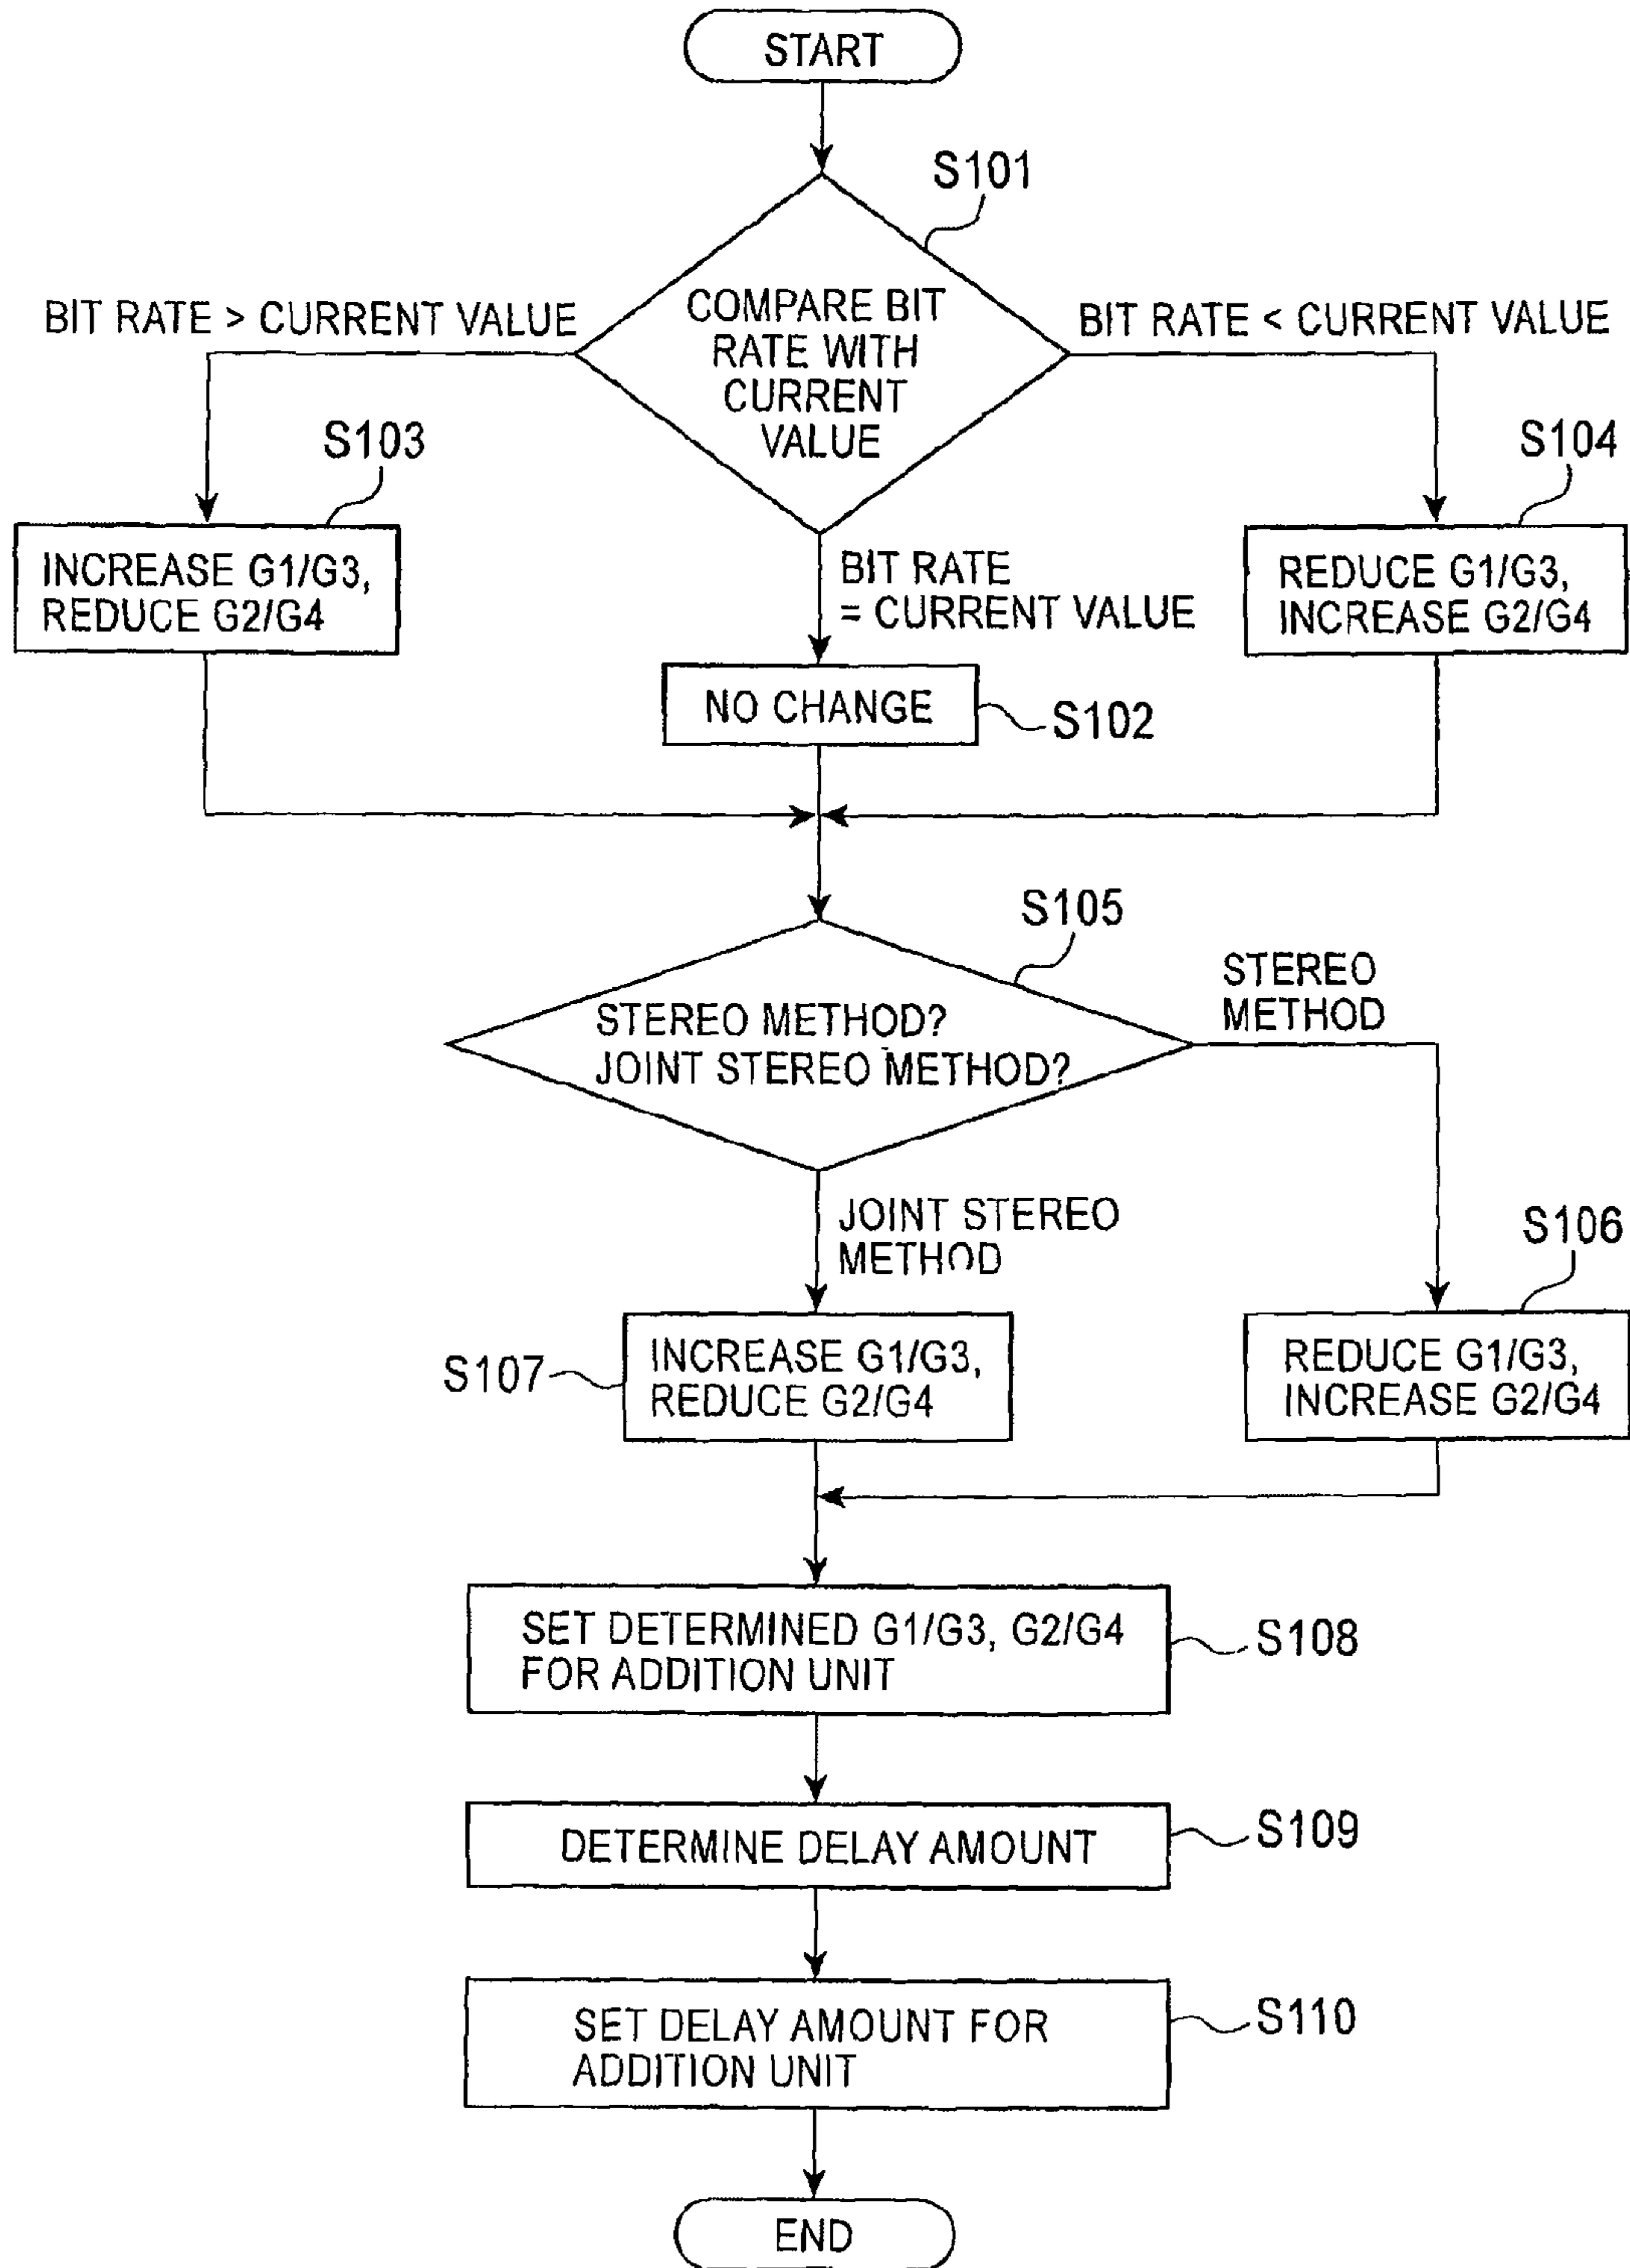 START
S101
COMPARE BIT
RATE WITH
CURRENT
VALUE
BIT RATE > CURRENT VALUE
BIT RATE < CURRENT VALUE
S103
S104
INCREASE G1/G3,
REDUCE G2/G4
BIT RATE
= CURRENT VALUE
REDUCE G1/G3,
INCREASE G2/G4
NO CHANGE
S102
S105
STEREO METHOD?
JOINT STEREO METHOD?
STEREO
METHOD
JOINT STEREO
METHOD
S106
S107
INCREASE G1/G3,
REDUCE G2/G4
REDUCE G1/G3,
INCREASE G2/G4
SET DETERMINED G1/G3, G2/G4
FOR ADDITION UNIT
S108
DETERMINE DELAY AMOUNT
S109
SET DELAY AMOUNT FOR
ADDITION UNIT
S110
END